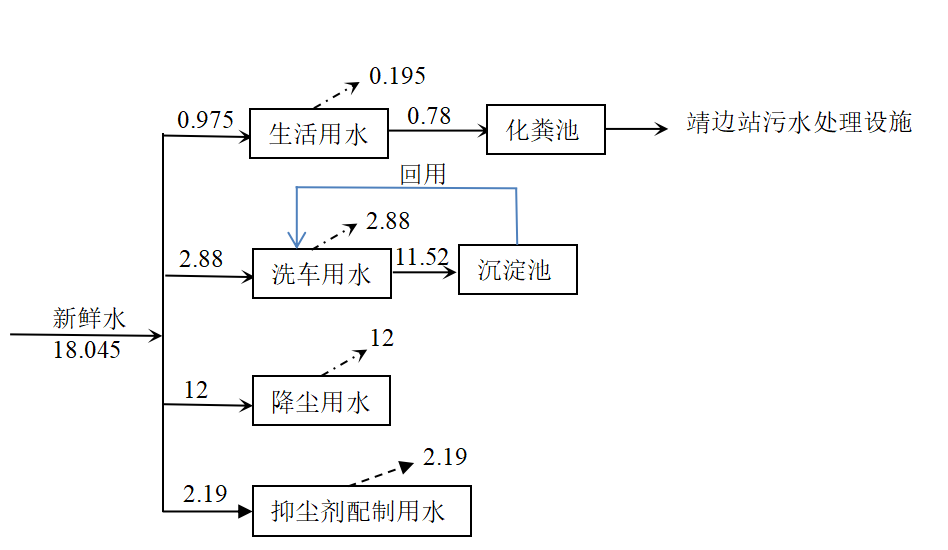 0.195
0.975
生活用水
0.78
化粪池
靖边站污水处理设施
回用
2.88
2.88
洗车用水
11.52
沉淀池
新鲜水
18.045
12
12
降尘用水
2.19
2.19
抑尘剂配制用水